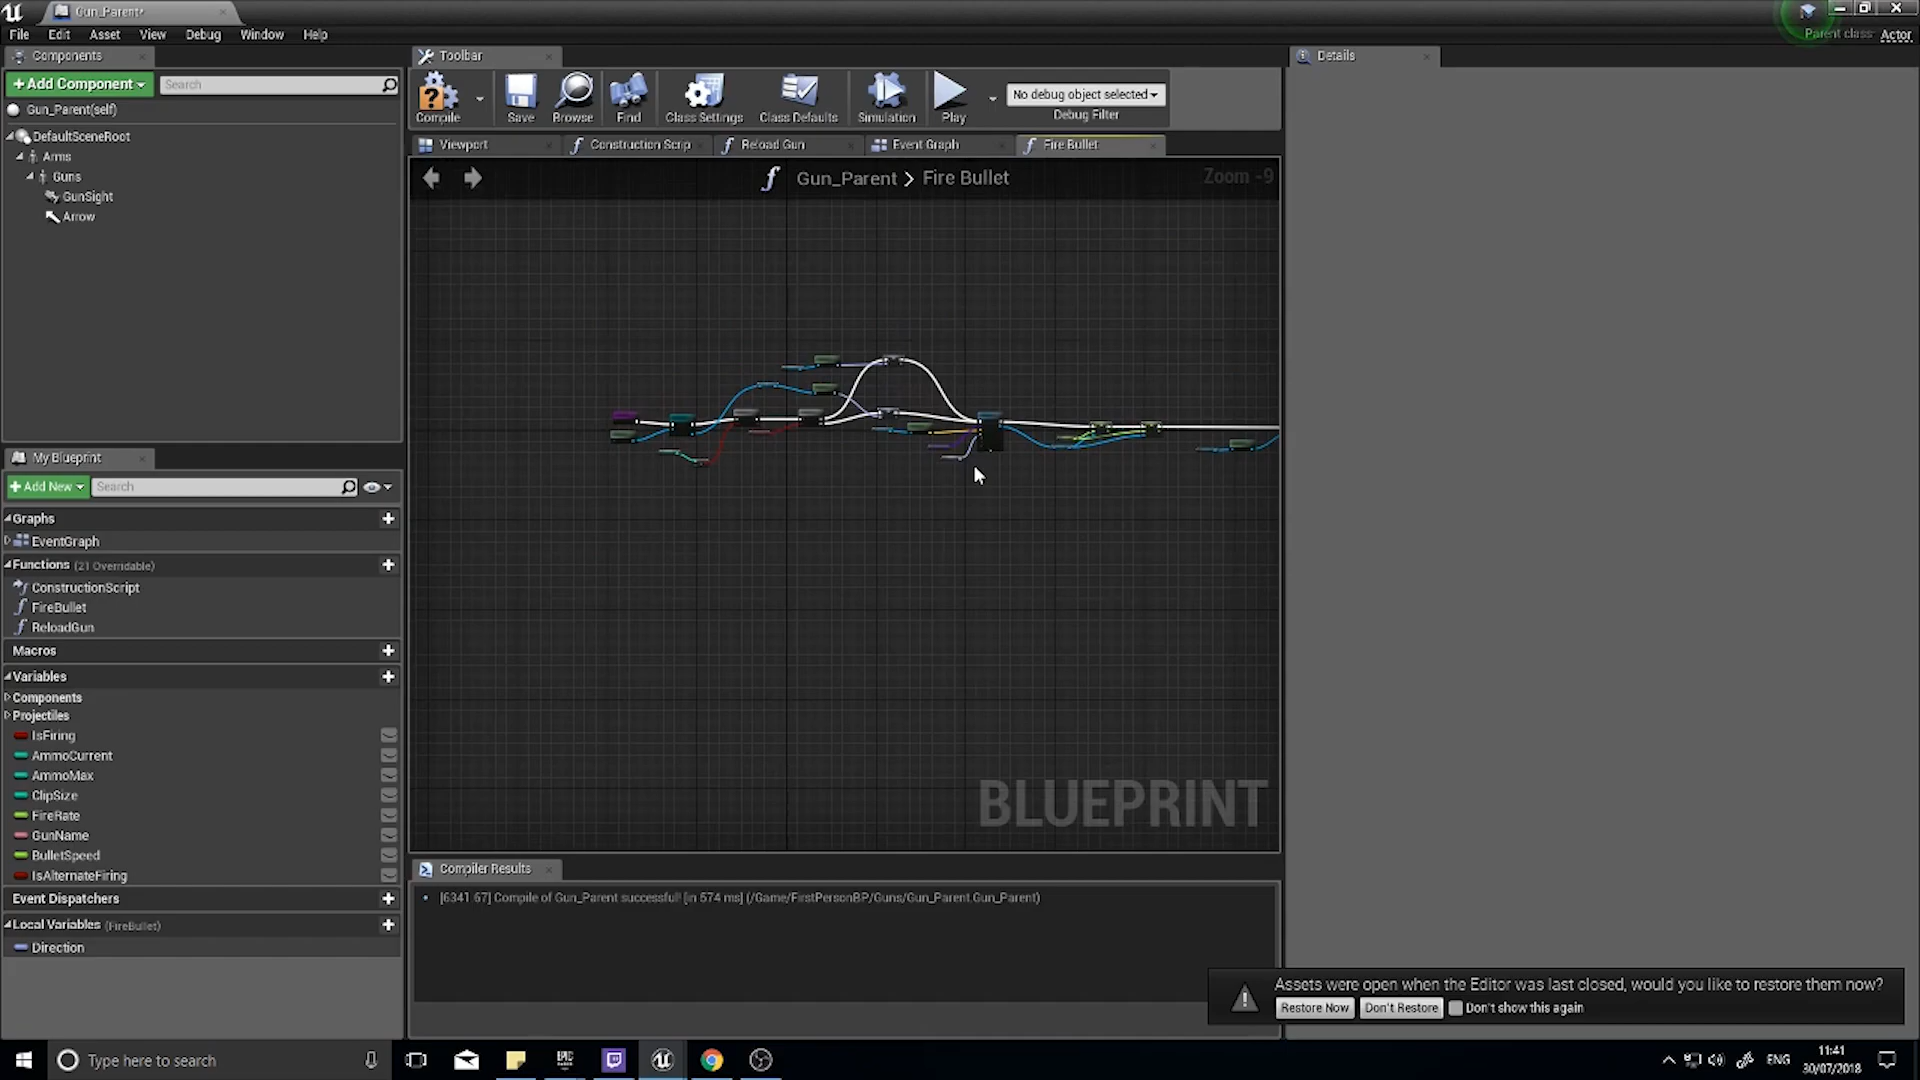 Gun_Parent*
File Edit Asset View Debug Window Help
Parent class: Actor
Components
+Add Component
Search
Gun_Parent(self)
DefaultSceneRoot
Arms
Guns
GunSight
Arrow
Toolbar
Compile
Save
Browse
Find
Class Settings
Class Defaults
Simulation
Play
No debug object selected
Debug Filter
Details
Viewport
Construction Scrip
Reload Gun
Event Graph
Fire Bullet
Gun_Parent > Fire Bullet
Zoom -9
BLUEPRINT
My Blueprint
+Add New
Search
Graphs
EventGraph
Functions (21 Overridable)
ConstructionScript
FireBullet
ReloadGun
Macros
Variables
Components
Projectiles
IsFiring
AmmoCurrent
AmmoMax
ClipSize
FireRate
GunName
BulletSpeed
IsAlternateFiring
Event Dispatchers
Local Variables (FireBullet)
Direction
Compiler Results
[6341.67] Compile of Gun_Parent successful! [in 574 ms] (/Game/FirstPersonBP/Guns/Gun_Parent.Gun_Parent)
Assets were open when the Editor was last closed, would you like to restore them now?
Restore Now
Don't Restore
Don't show this again
Type here to search
EPIC
ENG
11:41
30/07/2018